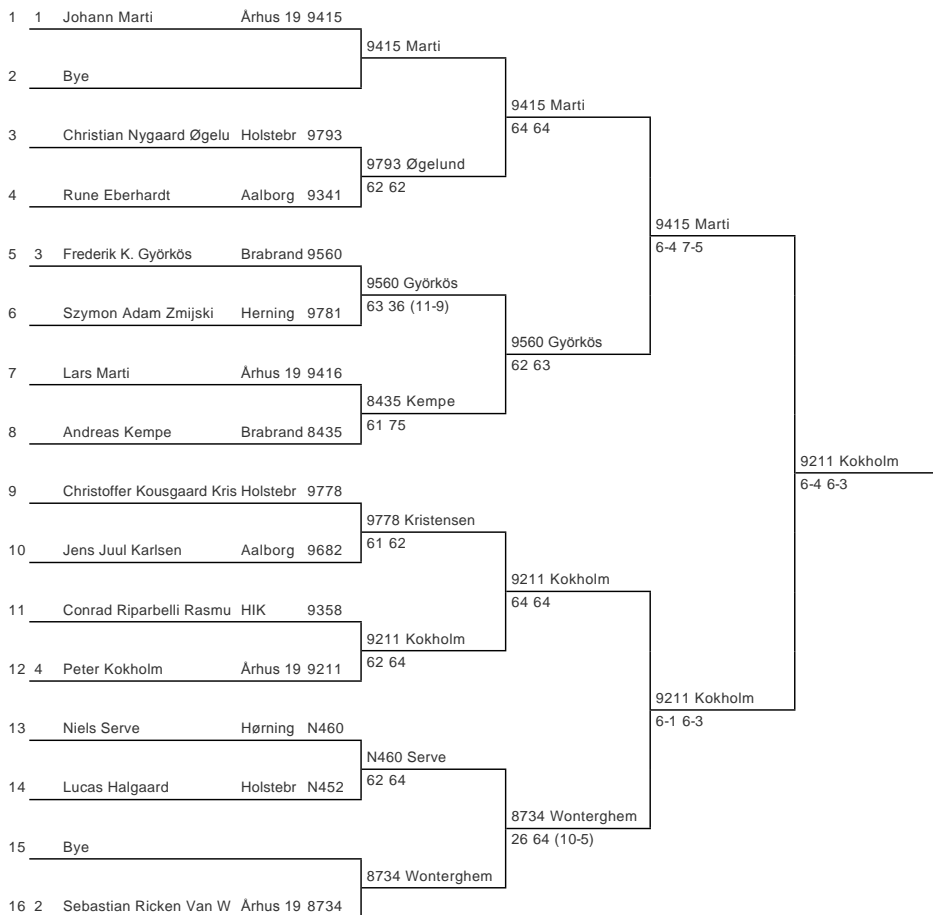 1 1 Johann Marti Århus 19 9415
9415 Marti
2 Bye
9415 Marti
64 64
3 Christian Nygaard Øgelu Holstebr 9793
9793 Øgelund
62 62
4 Rune Eberhardt Aalborg 9341
9415 Marti
6-4 7-5
5 3 Frederik K. Györkös Brabrand 9560
9560 Györkös
63 36 (11-9)
6 Szymon Adam Zmijski Herning 9781
9560 Györkös
62 63
7 Lars Marti Århus 19 9416
8435 Kempe
61 75
8 Andreas Kempe Brabrand 8435
9211 Kokholm
6-4 6-3
9 Christoffer Kousgaard Kris Holstebr 9778
9778 Kristensen
61 62
10 Jens Juul Karlsen Aalborg 9682
9211 Kokholm
64 64
11 Conrad Riparbelli Rasmu HIK 9358
9211 Kokholm
62 64
12 4 Peter Kokholm Århus 19 9211
9211 Kokholm
6-1 6-3
13 Niels Serve Hørning N460
N460 Serve
62 64
14 Lucas Halgaard Holstebr N452
8734 Wonterghem
26 64 (10-5)
15 Bye
8734 Wonterghem
16 2 Sebastian Ricken Van W Århus 19 8734